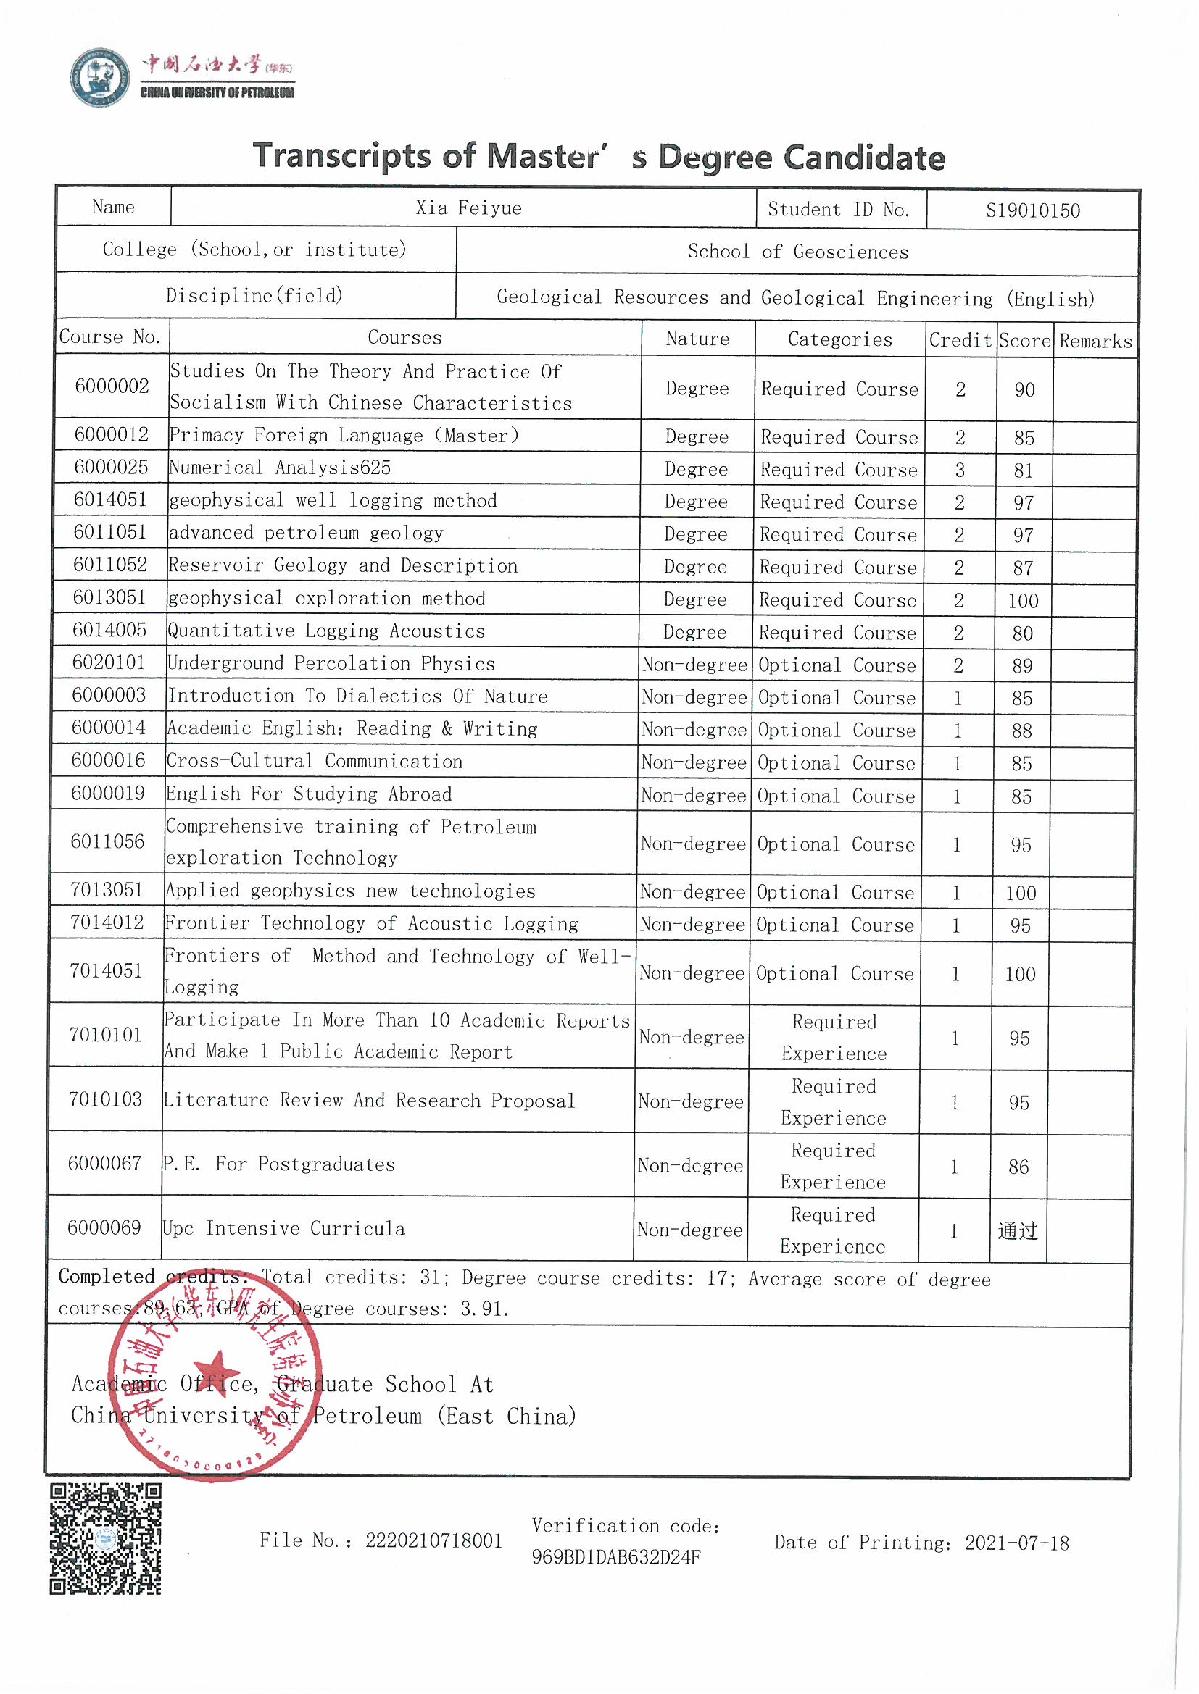 中国石油大学(华东)
CHINA UNIVERSITY OF PETROLEUM
Transcripts of Master's Degree Candidate
Name Xia Feiyue Student ID No. S19010150
College (School,or institute) School of Geosciences
Discipline(field) Geological Resources and Geological Engineering (English)
Course No. Courses Nature Categories Credit Score Remarks
6000002 Studies On The Theory And Practice Of Socialism With Chinese Characteristics Degree Required Course 2 90
6000012 Primacy Foreign Language (Master) Degree Required Course 2 85
6000025 Numerical Analysis625 Degree Required Course 3 81
6014051 geophysical well logging method Degree Required Course 2 97
6011051 advanced petroleum geology Degree Required Course 2 97
6011052 Reservoir Geology and Description Degree Required Course 2 87
6013051 geophysical exploration method Degree Required Course 2 100
6014005 Quantitative Logging Acoustics Degree Required Course 2 80
6020101 Underground Percolation Physics Non-degree Optional Course 2 89
6000003 Introduction To Dialectics Of Nature Non-degree Optional Course 1 85
6000014 Academic English: Reading & Writing Non-degree Optional Course 1 88
6000016 Cross-Cultural Communication Non-degree Optional Course 1 85
6000019 English For Studying Abroad Non-degree Optional Course 1 85
6011056 Comprehensive training of Petroleum exploration Technology Non-degree Optional Course 1 95
7013051 Applied geophysics new technologies Non-degree Optional Course 1 100
7014012 Frontier Technology of Acoustic Logging Non-degree Optional Course 1 95
7014051 Frontiers of Method and Technology of Well-Logging Non-degree Optional Course 1 100
7010101 Participate In More Than 10 Academic Reports And Make 1 Public Academic Report Non-degree Required Experience 1 95
7010103 Literature Review And Research Proposal Non-degree Required Experience 1 95
6000067 P.E. For Postgraduates Non-degree Required Experience 1 86
6000069 Upc Intensive Curricula Non-degree Required Experience 1 通过
Completed credits: Total credits: 31; Degree course credits: 17; Average score of degree
courses:89.63; GPA of Degree courses: 3.91.
Academic Office, Graduate School At
China University of Petroleum (East China)
File No.: 2220210718001
Verification code:
969BD1DAB632D24F
Date of Printing: 2021-07-18